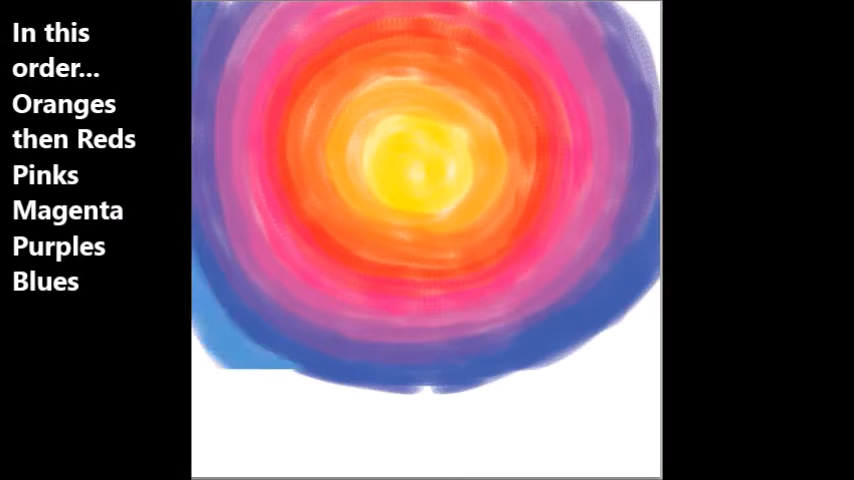 In this
order...
Oranges
then Reds
Pinks
Magenta
Purples
Blues